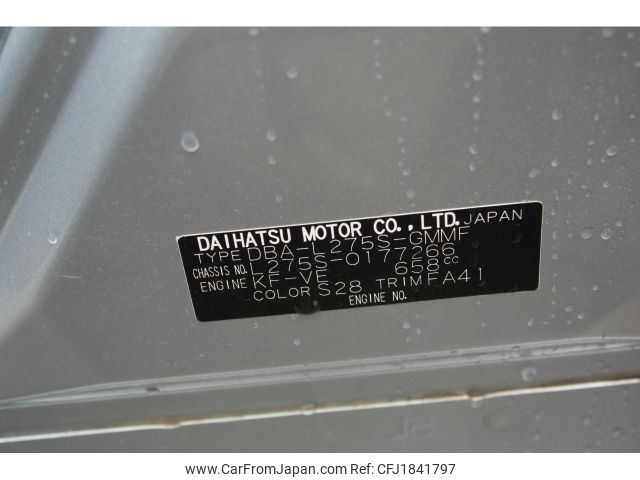 DAIHATSU MOTOR CO.,LTD. JAPAN
TYPE DBA-L275S-GMMF
CHASSIS NO. L275S-0177266
ENGINE KF-VE 658cc
COLOR S28 TRIM FA41
ENGINE NO.
© www.CarFromJapan.com CFJ1841797